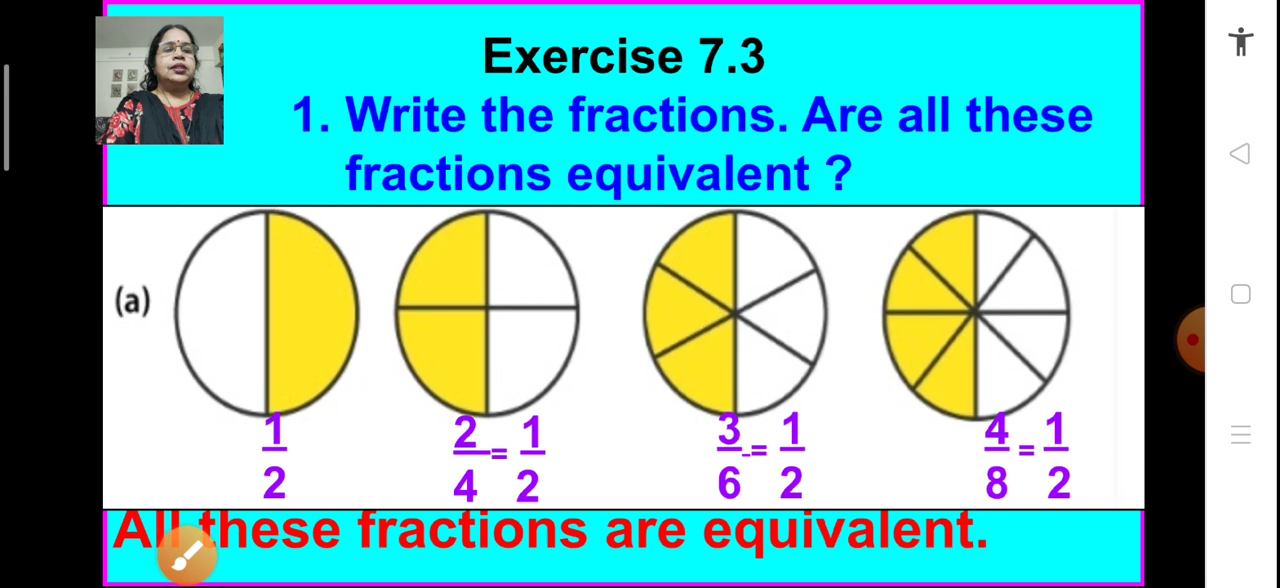 Exercise 7.3
1. Write the fractions. Are all these
fractions equivalent ?
(a)
1/2
2/4 = 1/2
3/6 = 1/2
4/8 = 1/2
All these fractions are equivalent.